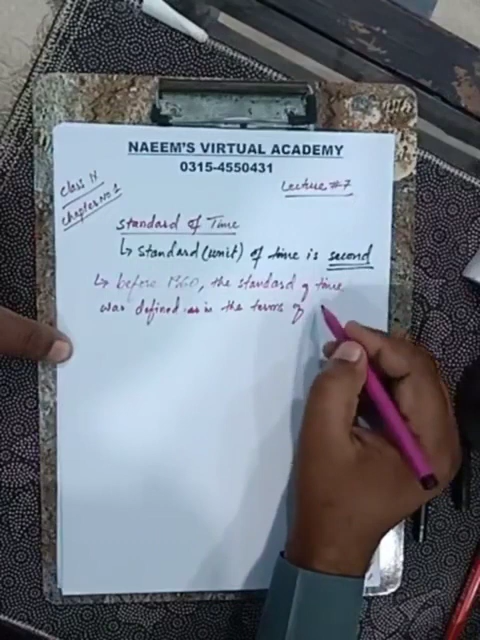 NAEEM'S VIRTUAL ACADEMY
0315-4550431
Lecture #7
Class IX
Chapter No 1
Standard of Time
↳ Standard (unit) of time is second
↳ before 1960, the standard of time
was defined as in the terms of